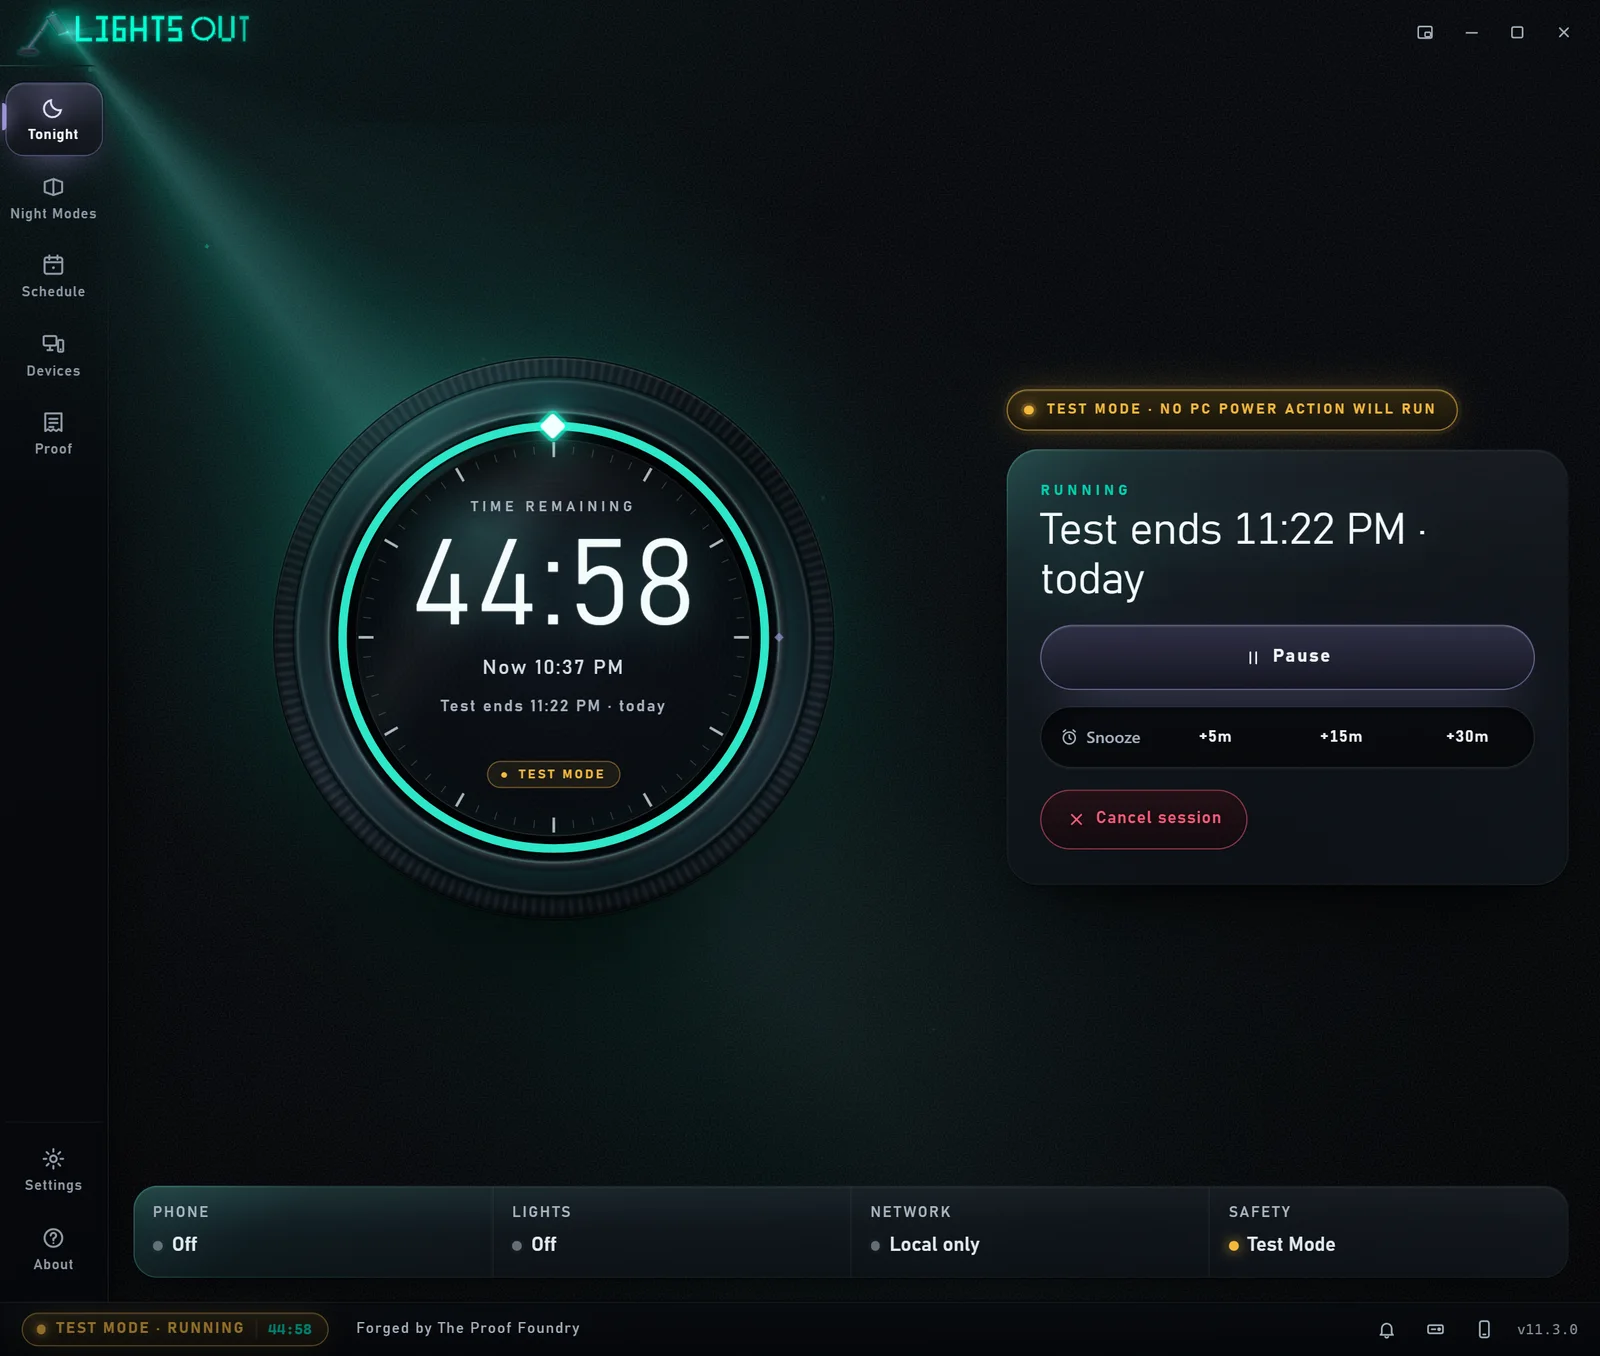 LIGHTS OUT
Tonight
Night Modes
Schedule
Devices
Proof
TIME REMAINING
44:58
Now 10:37 PM
Test ends 11:22 PM · today
TEST MODE
TEST MODE · NO PC POWER ACTION WILL RUN
RUNNING
Test ends 11:22 PM ·
today
Pause
Snooze +5m +15m +30m
Cancel session
Settings
About
PHONE
Off
LIGHTS
Off
NETWORK
Local only
SAFETY
Test Mode
TEST MODE · RUNNING 44:58
Forged by The Proof Foundry
v11.3.0